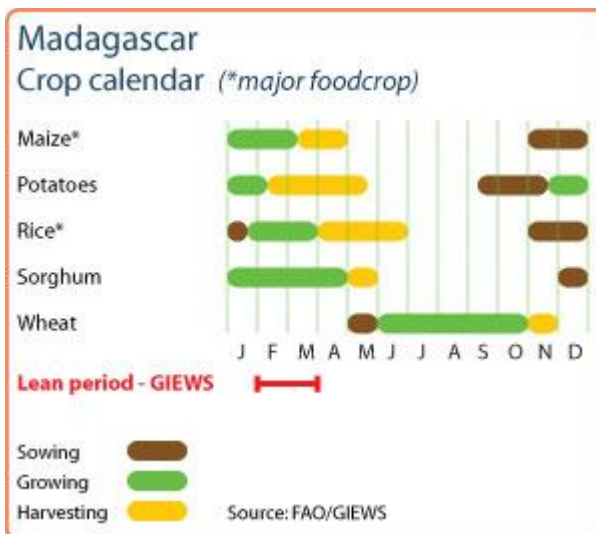 Madagascar
Crop calendar (*major foodcrop)
Maize*
Potatoes
Rice*
Sorghum
Wheat
J F M A M J J A S O N D
Lean period - GIEWS
Sowing
Growing
Harvesting Source: FAO/GIEWS